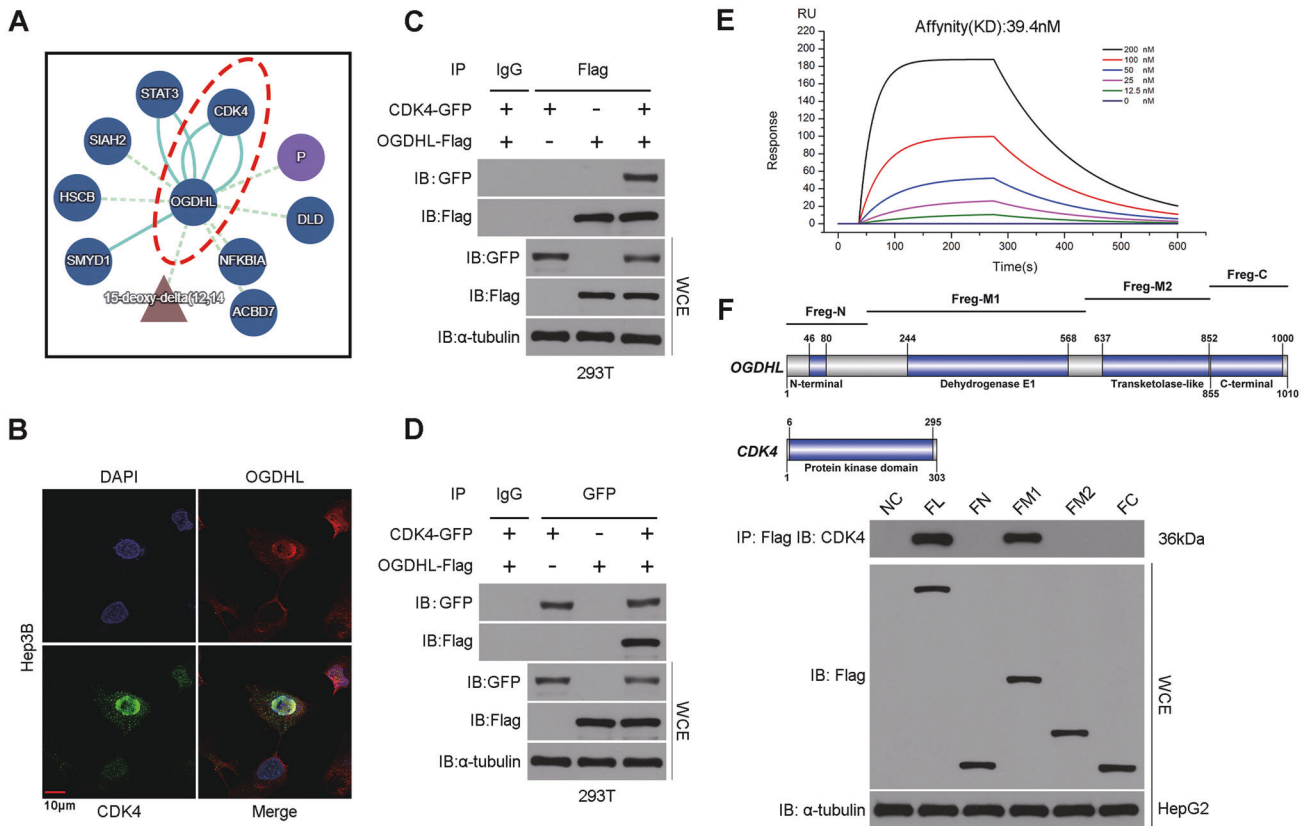 A
STAT3
CDK4
SIAH2
P
HSCB
OGDHL
DLD
SMYD1
NFKBIA
15-deoxy-delta(12,14
ACBD7
B
DAPI
OGDHL
Hep3B
10μm
CDK4
Merge
C
IP
IgG
Flag
CDK4-GFP
+ + - +
OGDHL-Flag
+ - + +
IB:GFP
IB:Flag
IB:GFP
IB:Flag
IB:α-tubulin
WCE
293T
D
IP
IgG
GFP
CDK4-GFP
+ + - +
OGDHL-Flag
+ - + +
IB:GFP
IB:Flag
IB:GFP
IB:Flag
IB:α-tubulin
WCE
293T
E
RU
Affynity(KD):39.4nM
220
200
180
160
140
120
100
80
60
40
20
0
Response
200 nM
100 nM
50 nM
25 nM
12.5 nM
0 nM
0 100 200 300 400 500 600
Time(s)
F
Freg-N
Freg-M1
Freg-M2
Freg-C
46 80 244 568 637 852 1000
OGDHL
N-terminal
Dehydrogenase E1
Transketolase-like
C-terminal
1 855 1010
6 295
CDK4
Protein kinase domain
1 303
NC FL FN FM1 FM2 FC
IP: Flag IB: CDK4
36kDa
IB: Flag
WCE
IB: α-tubulin
HepG2